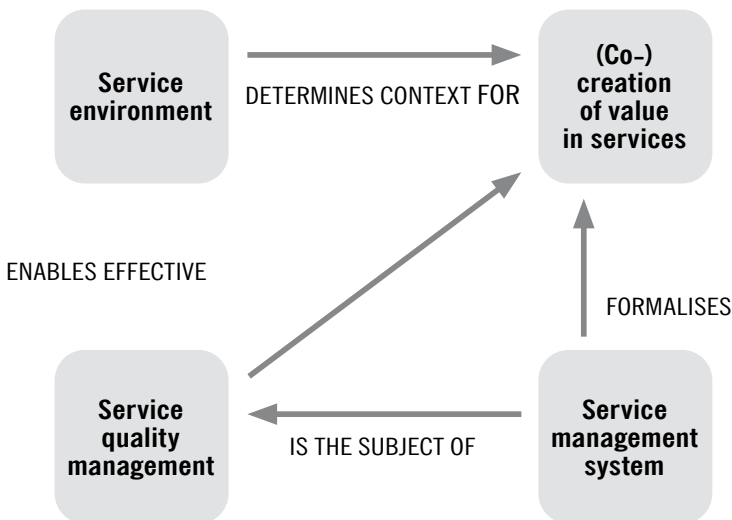 Service
environment
DETERMINES CONTEXT FOR
(Co-)
creation
of value
in services
ENABLES EFFECTIVE
FORMALISES
Service
quality
management
IS THE SUBJECT OF
Service
management
system